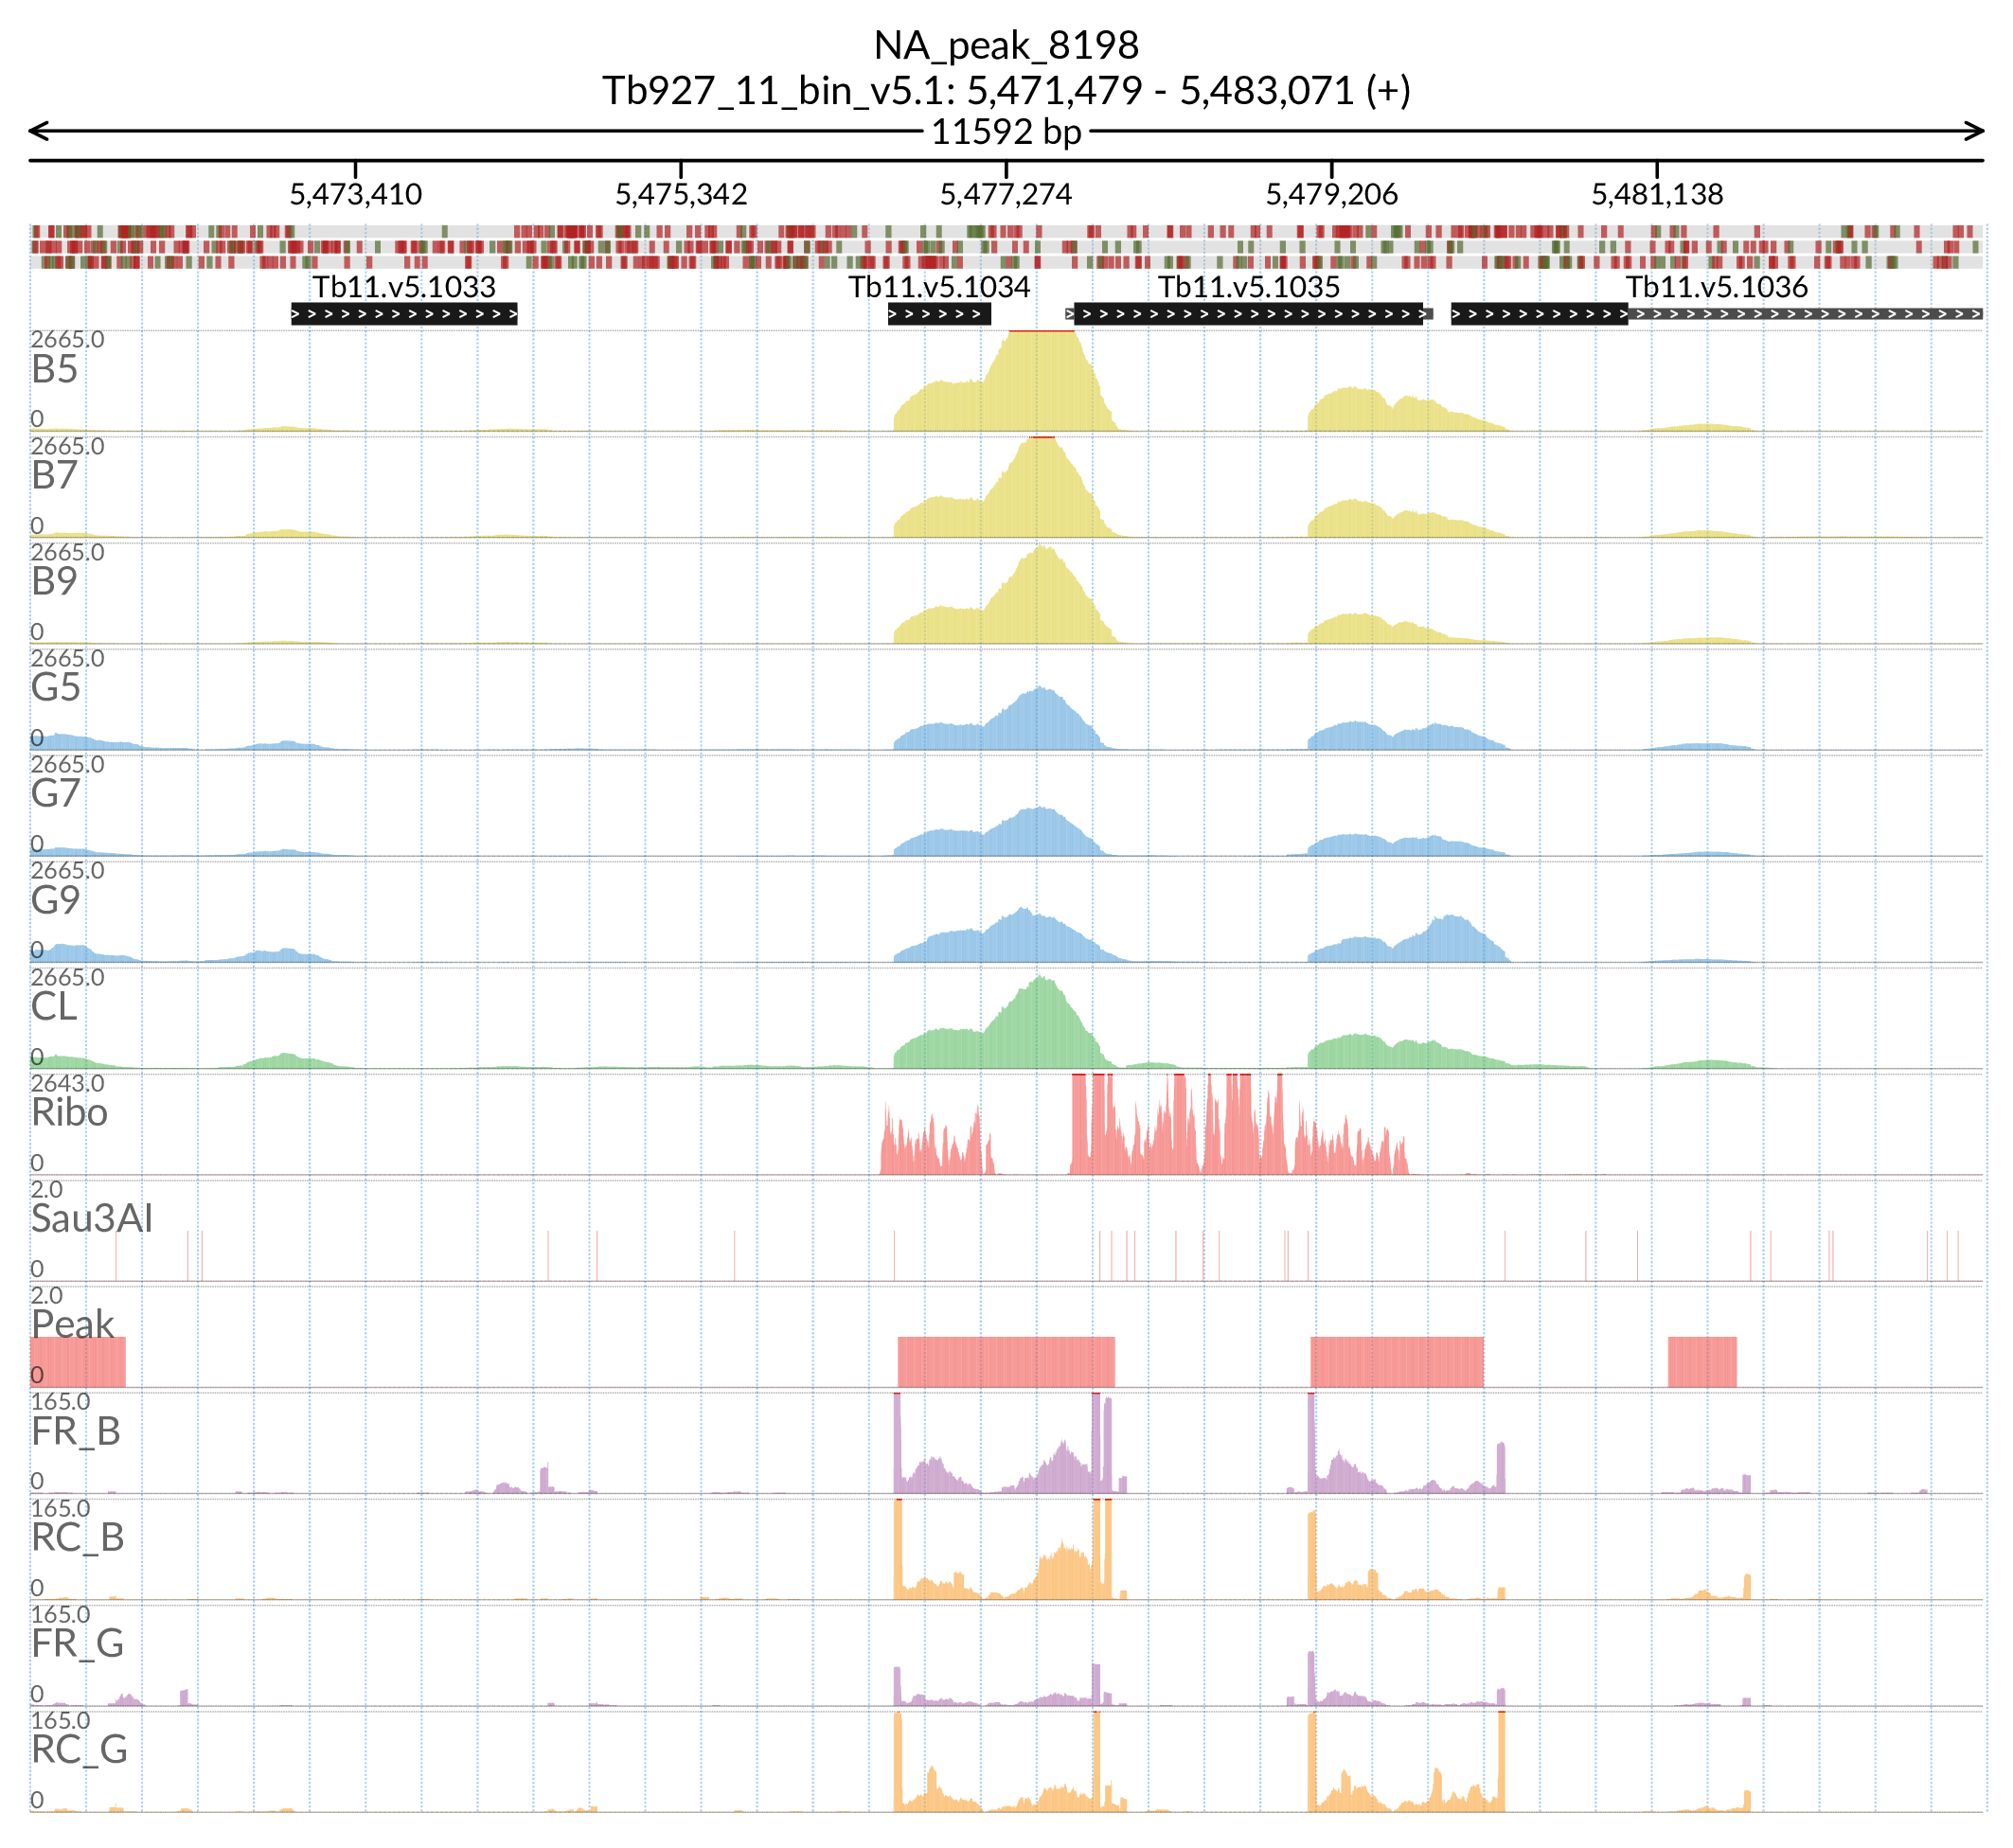 NA_peak_8198
Tb927_11_bin_v5.1: 5,471,479 - 5,483,071 (+)
11592 bp
5,473,410 5,475,342 5,477,274 5,479,206 5,481,138
Tb11.v5.1033 Tb11.v5.1034 Tb11.v5.1035 Tb11.v5.1036
2665.0
B5
0
2665.0
B7
0
2665.0
B9
0
2665.0
G5
0
2665.0
G7
0
2665.0
G9
0
2665.0
CL
0
2643.0
Ribo
0
2.0
Sau3AI
0
2.0
Peak
0
165.0
FR_B
0
165.0
RC_B
0
165.0
FR_G
0
165.0
RC_G
0